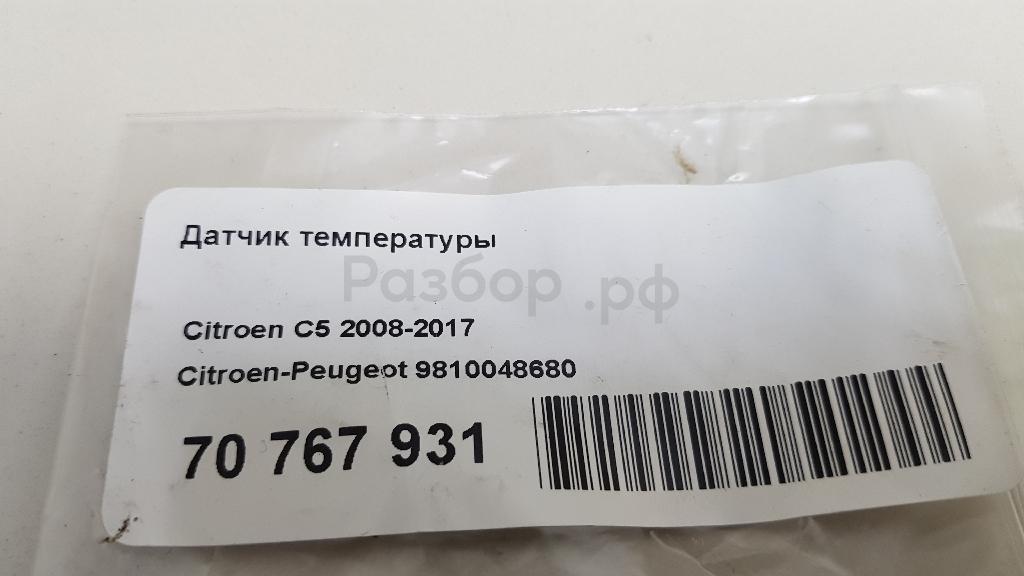 Датчик температуры
Разбор.рф
Citroen C5 2008-2017
Citroen-Peugeot 9810048680
70 767 931